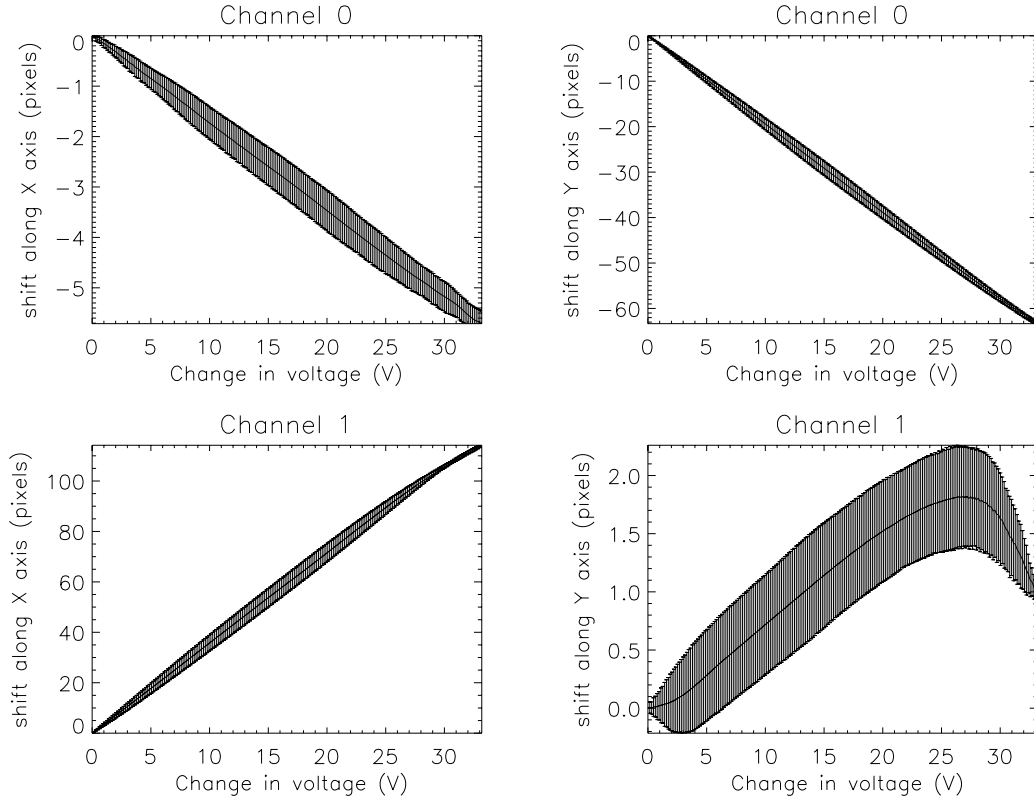 Channel 0
shift along X axis (pixels)
0
−1
−2
−3
−4
−5
0 5 10 15 20 25 30
Change in voltage (V)
Channel 0
shift along Y axis (pixels)
0
−10
−20
−30
−40
−50
−60
0 5 10 15 20 25 30
Change in voltage (V)
Channel 1
shift along X axis (pixels)
100
80
60
40
20
0
0 5 10 15 20 25 30
Change in voltage (V)
Channel 1
shift along Y axis (pixels)
2.0
1.5
1.0
0.5
0.0
0 5 10 15 20 25 30
Change in voltage (V)